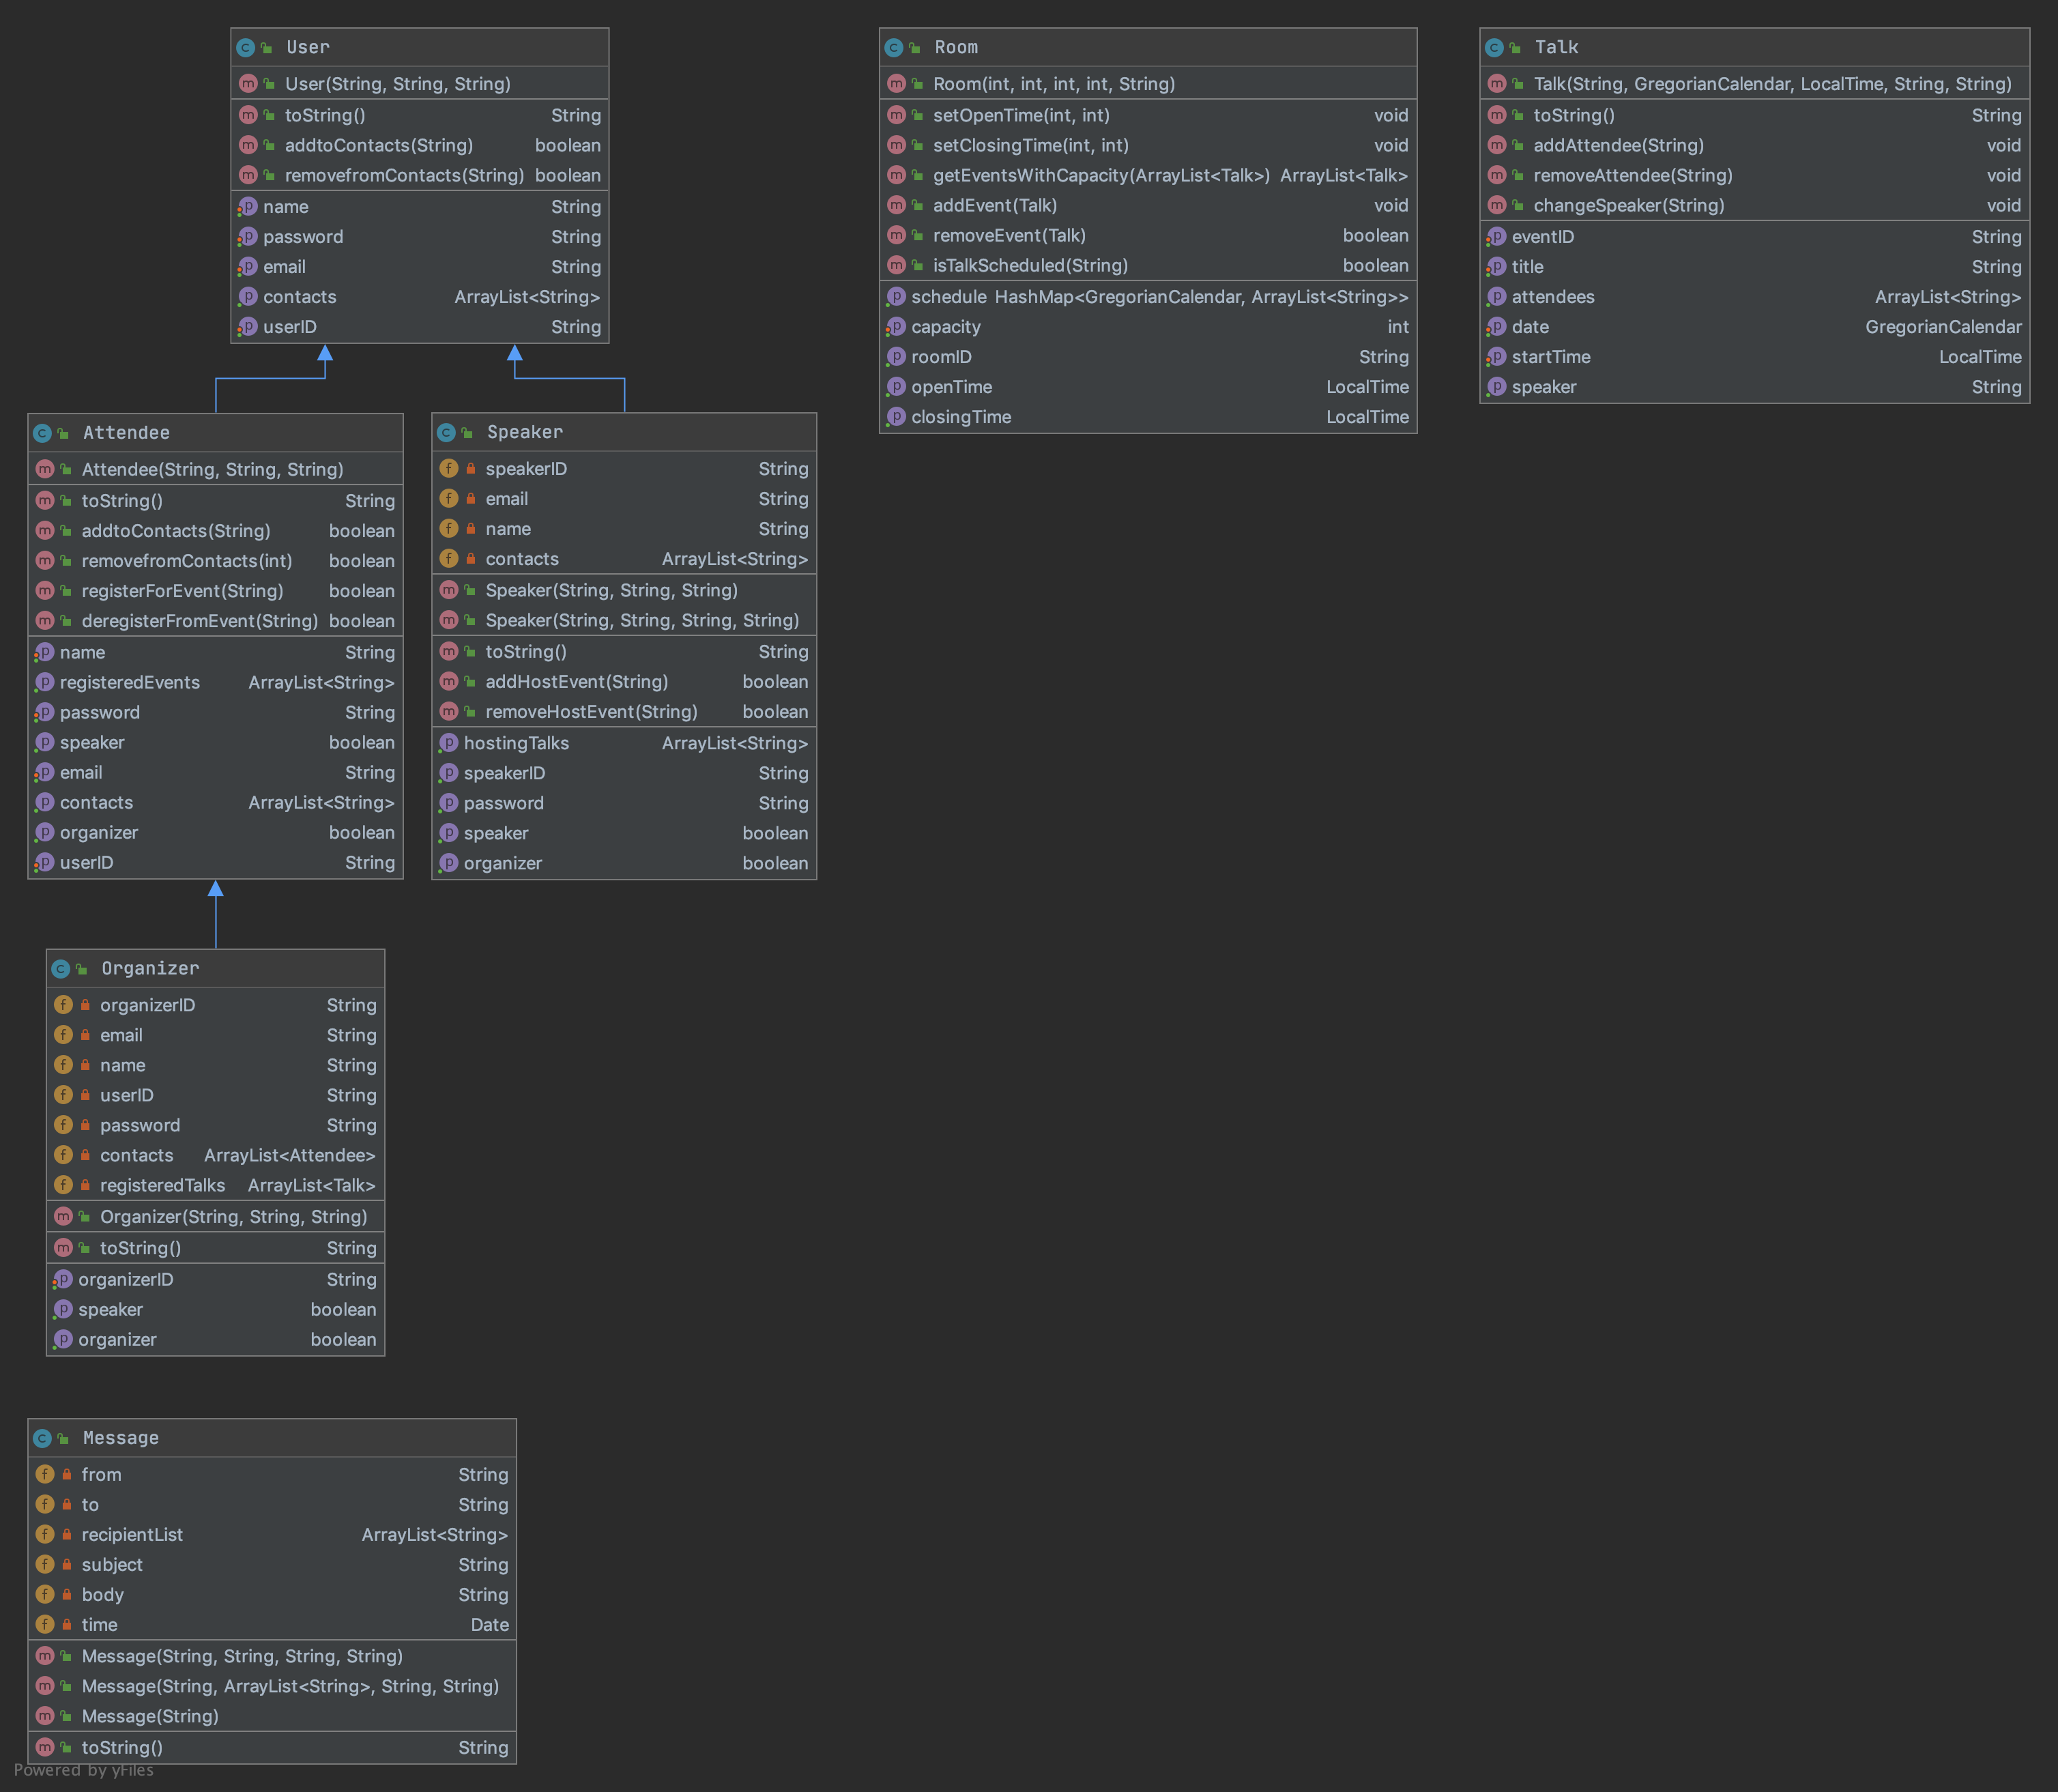 User
User(String, String, String)
toString() String
addtoContacts(String) boolean
removefromContacts(String) boolean
name String
password String
email String
contacts ArrayList<String>
userID String
Room
Room(int, int, int, int, String)
setOpenTime(int, int) void
setClosingTime(int, int) void
getEventsWithCapacity(ArrayList<Talk>) ArrayList<Talk>
addEvent(Talk) void
removeEvent(Talk) boolean
isTalkScheduled(String) boolean
schedule HashMap<GregorianCalendar, ArrayList<String>>
capacity int
roomID String
openTime LocalTime
closingTime LocalTime
Talk
Talk(String, GregorianCalendar, LocalTime, String, String)
toString() String
addAttendee(String) void
removeAttendee(String) void
changeSpeaker(String) void
eventID String
title String
attendees ArrayList<String>
date GregorianCalendar
startTime LocalTime
speaker String
Attendee
Attendee(String, String, String)
toString() String
addtoContacts(String) boolean
removefromContacts(int) boolean
registerForEvent(String) boolean
deregisterFromEvent(String) boolean
name String
registeredEvents ArrayList<String>
password String
speaker boolean
email String
contacts ArrayList<String>
organizer boolean
userID String
Speaker
speakerID String
email String
name String
contacts ArrayList<String>
Speaker(String, String, String)
Speaker(String, String, String, String)
toString() String
addHostEvent(String) boolean
removeHostEvent(String) boolean
hostingTalks ArrayList<String>
speakerID String
password String
speaker boolean
organizer boolean
Organizer
organizerID String
email String
name String
userID String
password String
contacts ArrayList<Attendee>
registeredTalks ArrayList<Talk>
Organizer(String, String, String)
toString() String
organizerID String
speaker boolean
organizer boolean
Message
from String
to String
recipientList ArrayList<String>
subject String
body String
time Date
Message(String, String, String, String)
Message(String, ArrayList<String>, String, String)
Message(String)
toString() String
Powered by yFiles